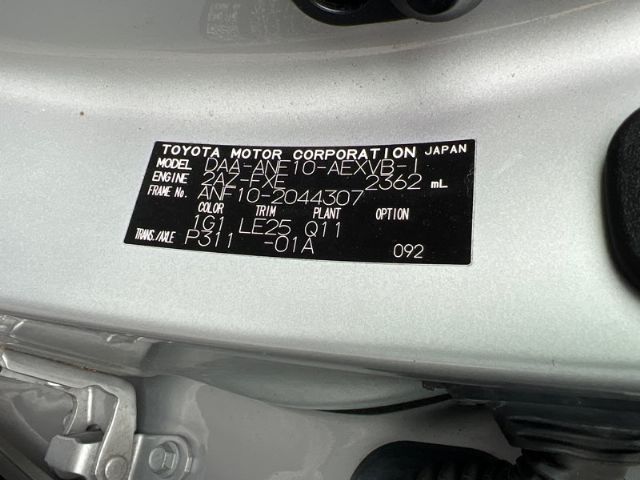 TOYOTA MOTOR CORPORATION JAPAN
MODEL DAA-ANF10-AEXVB-I
ENGINE 2AZ-FXE 2362 mL
FRAME No. ANF10-2044307
COLOR TRIM PLANT OPTION
1G1 LE25 Q11
TRANS./AXLE P311 -01A 092